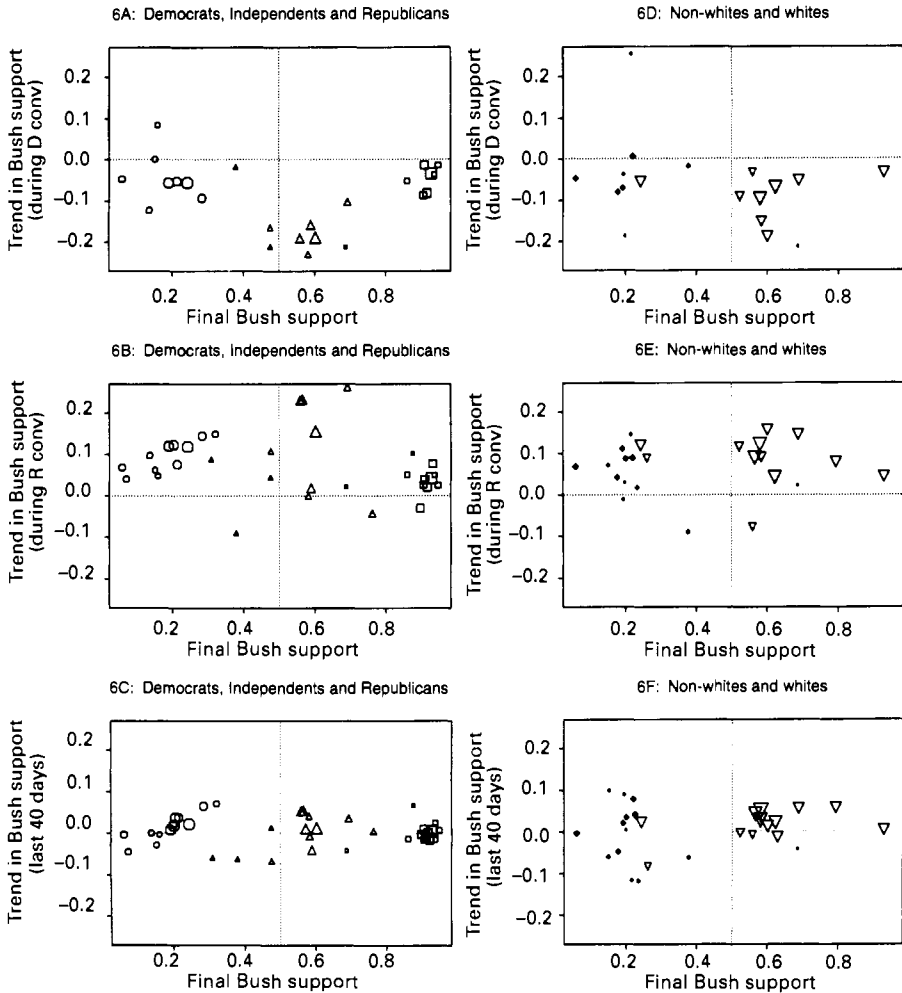 6A: Democrats, Independents and Republicans
Trend in Bush support
(during D conv)
0.2
0.1
0.0
−0.1
−0.2
0.2 0.4 0.6 0.8
Final Bush support
6D: Non-whites and whites
Trend in Bush support
(during D conv)
0.2
0.1
0.0
−0.1
−0.2
0.2 0.4 0.6 0.8
Final Bush support
6B: Democrats, Independents and Republicans
Trend in Bush support
(during R conv)
0.2
0.1
0.0
−0.2
0.2 0.4 0.6 0.8
Final Bush support
6E: Non-whites and whites
Trend in Bush support
(during R conv)
0.2
0.1
0.0
−0.2
0.2 0.4 0.6 0.8
Final Bush support
6C: Democrats, Independents and Republicans
Trend in Bush support
(last 40 days)
0.2
0.1
0.0
−0.1
−0.2
0.2 0.4 0.6 0.8
Final Bush support
6F: Non-whites and whites
Trend in Bush support
(last 40 days)
0.2
0.1
0.0
−0.1
−0.2
0.2 0.4 0.6 0.8
Final Bush support